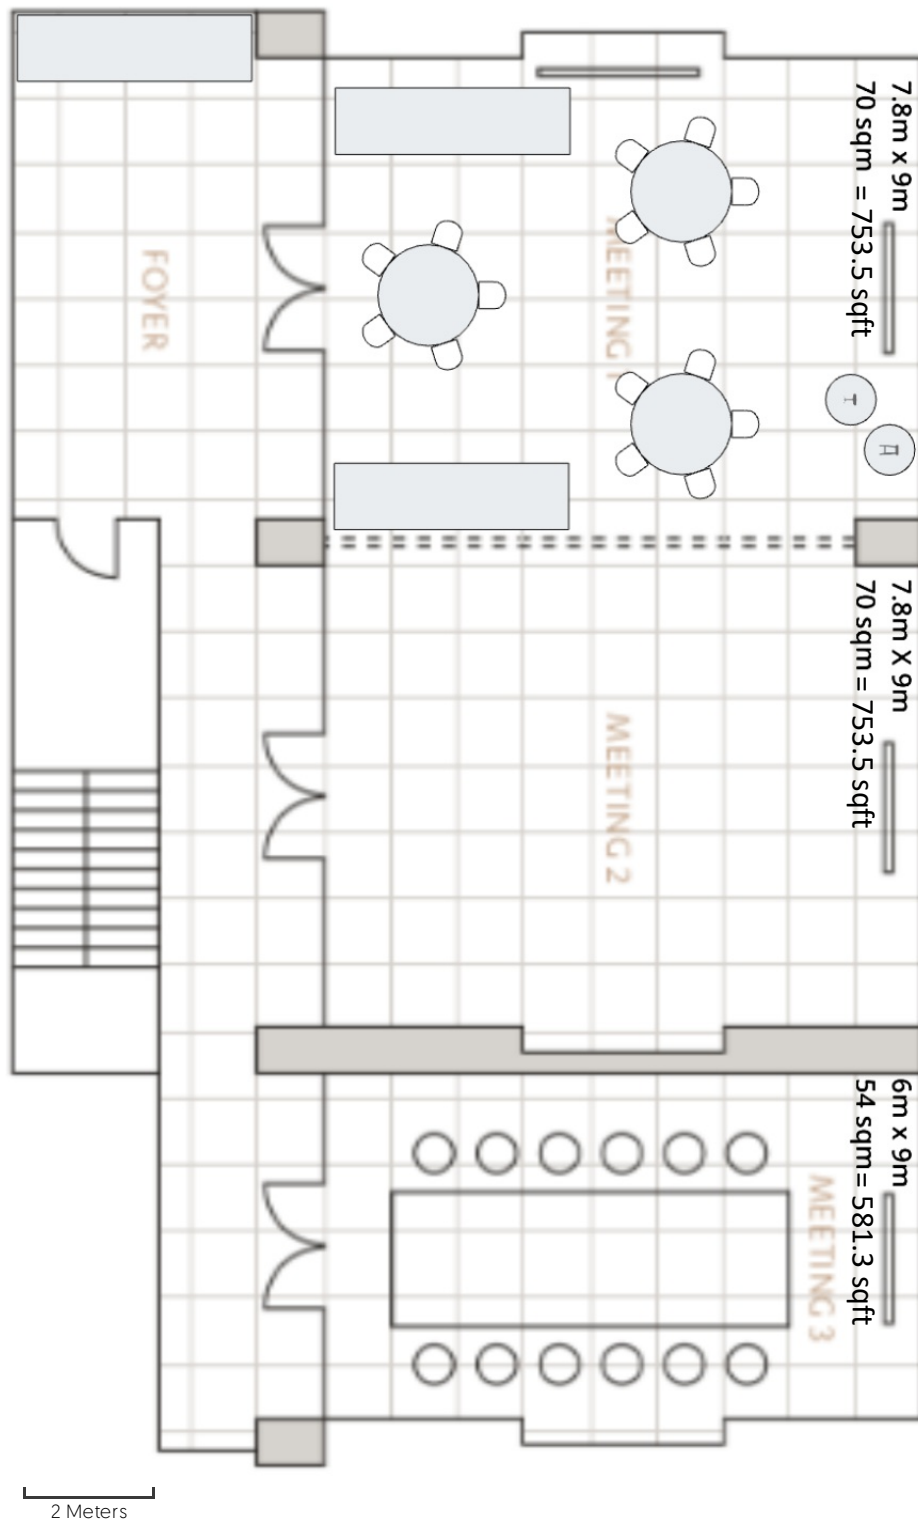 7.8m x 9m
70 sqm = 753.5 sqft
MEETING 1
FOYER
7.8m X 9m
70 sqm = 753.5 sqft
MEETING 2
6m x 9m
54 sqm= 581.3 sqft
MEETING 3
2 Meters